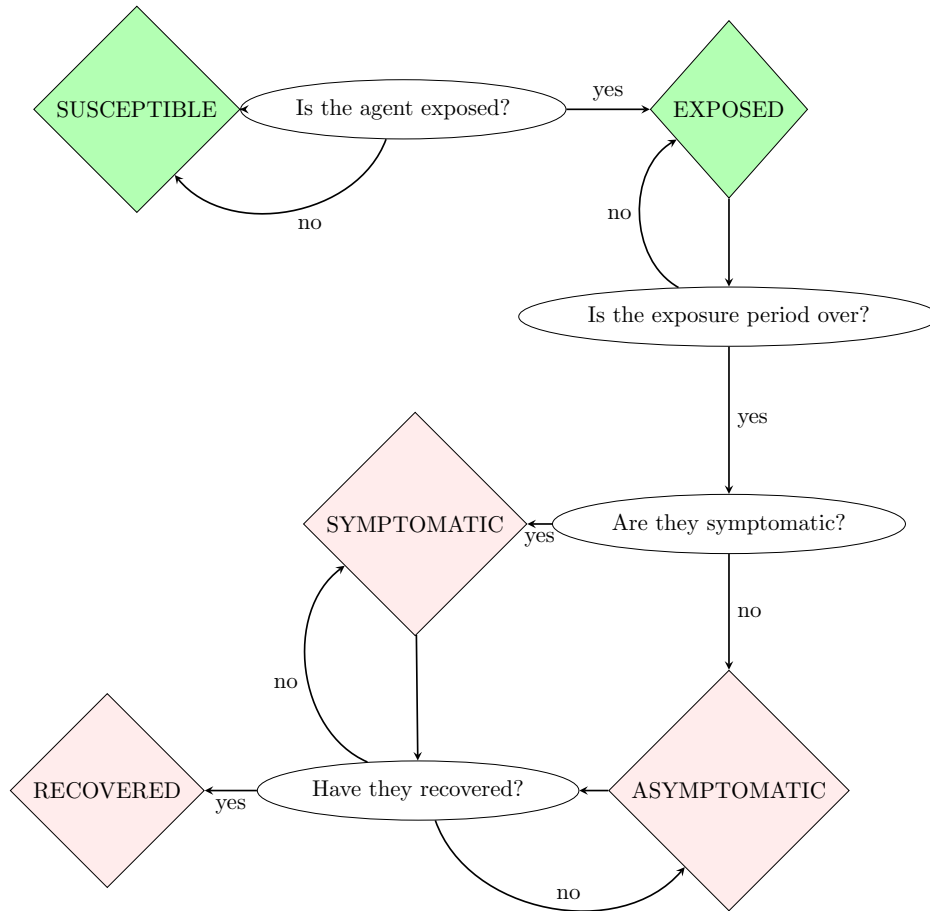 SUSCEPTIBLE
Is the agent exposed?
yes
EXPOSED
no
no
Is the exposure period over?
yes
SYMPTOMATIC
yes
Are they symptomatic?
no
no
RECOVERED
yes
Have they recovered?
ASYMPTOMATIC
no